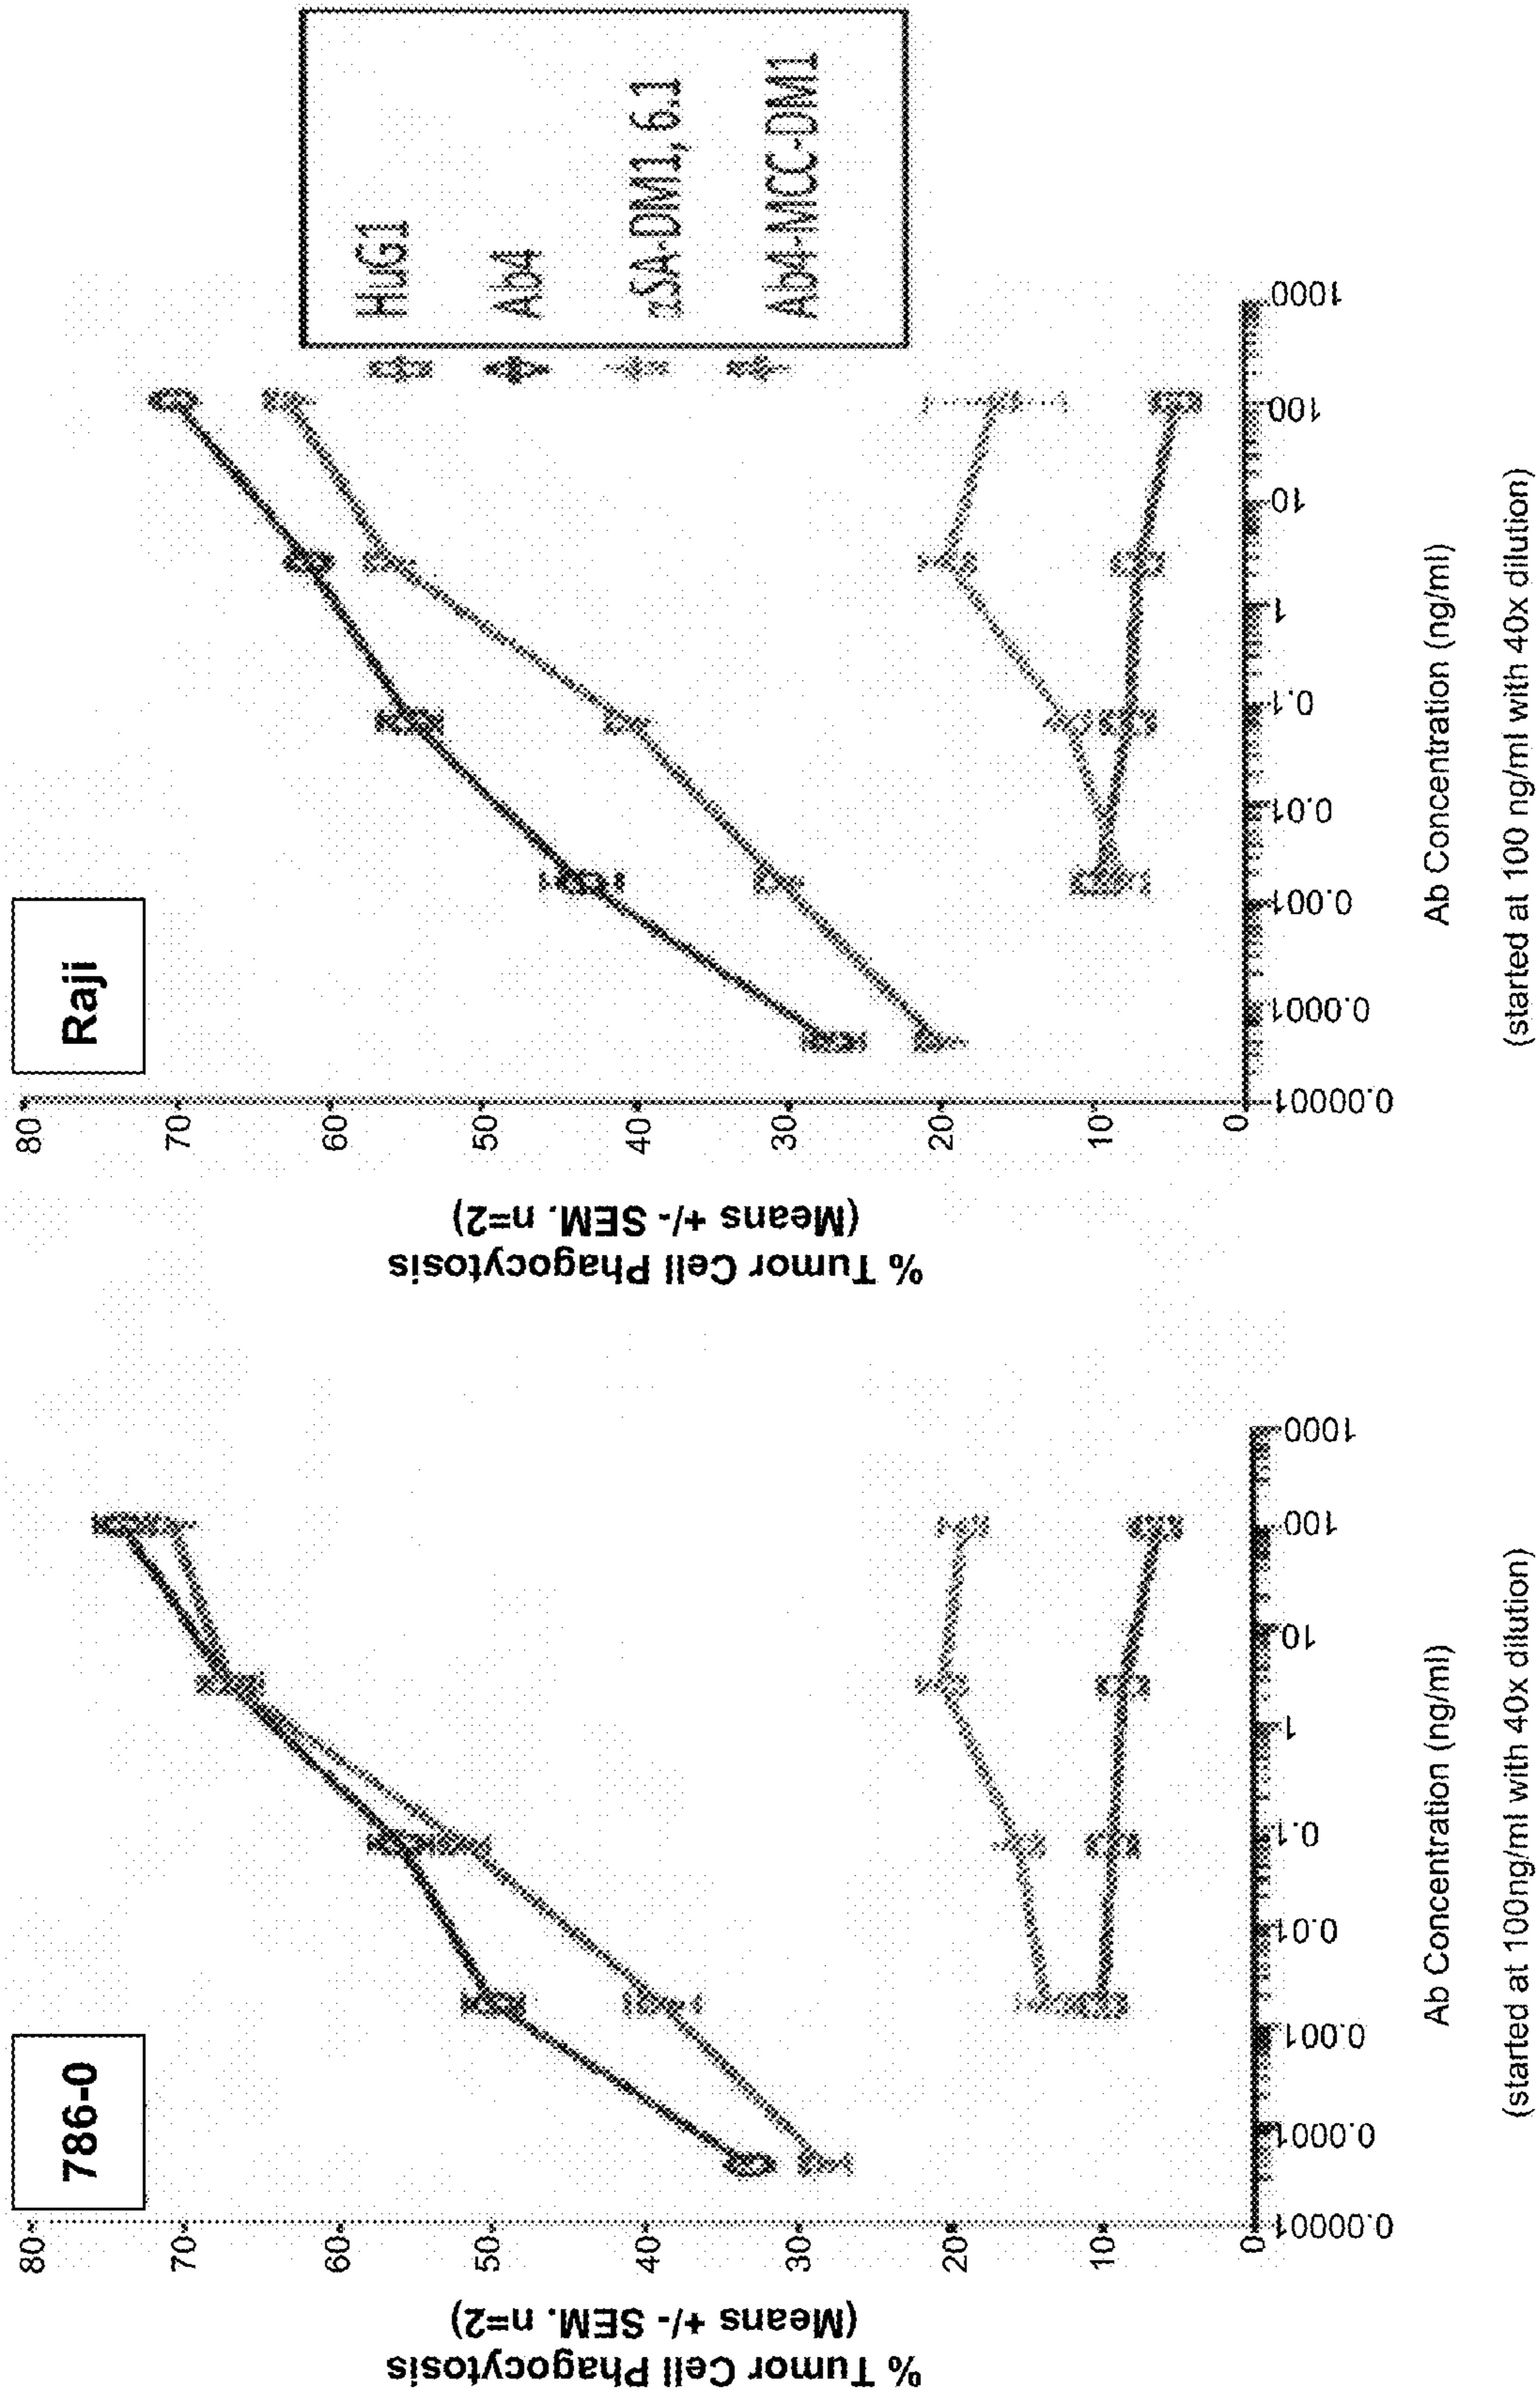 786-0
% Tumor Cell Phagocytosis
(Means +/- SEM. n=2)
80
70
60
50
40
30
20
10
0
0.00001
0.0001
0.001
0.01
0.1
1
10
100
1000
Ab Concentration (ng/ml)
(started at 100ng/ml with 40x dilution)
Raji
% Tumor Cell Phagocytosis
(Means +/- SEM. n=2)
80
70
60
50
40
30
20
10
0
0.00001
0.0001
0.001
0.01
0.1
1
10
100
1000
Ab Concentration (ng/ml)
(started at 100 ng/ml with 40x dilution)
HuG1
Ab4
-DM1, 6.1
Ab4-MCC-DM1